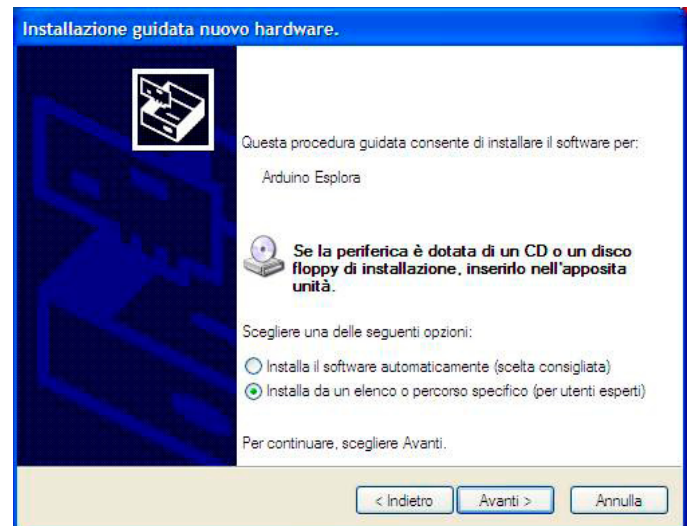 Installazione guidata nuovo hardware.
Questa procedura guidata consente di installare il software per:
Arduino Esplora
Se la periferica è dotata di un CD o un disco
floppy di installazione, inserirlo nell'apposita
unità.
Scegliere una delle seguenti opzioni:
Installa il software automaticamente (scelta consigliata)
Installa da un elenco o percorso specifico (per utenti esperti)
Per continuare, scegliere Avanti.
< Indietro Avanti > Annulla